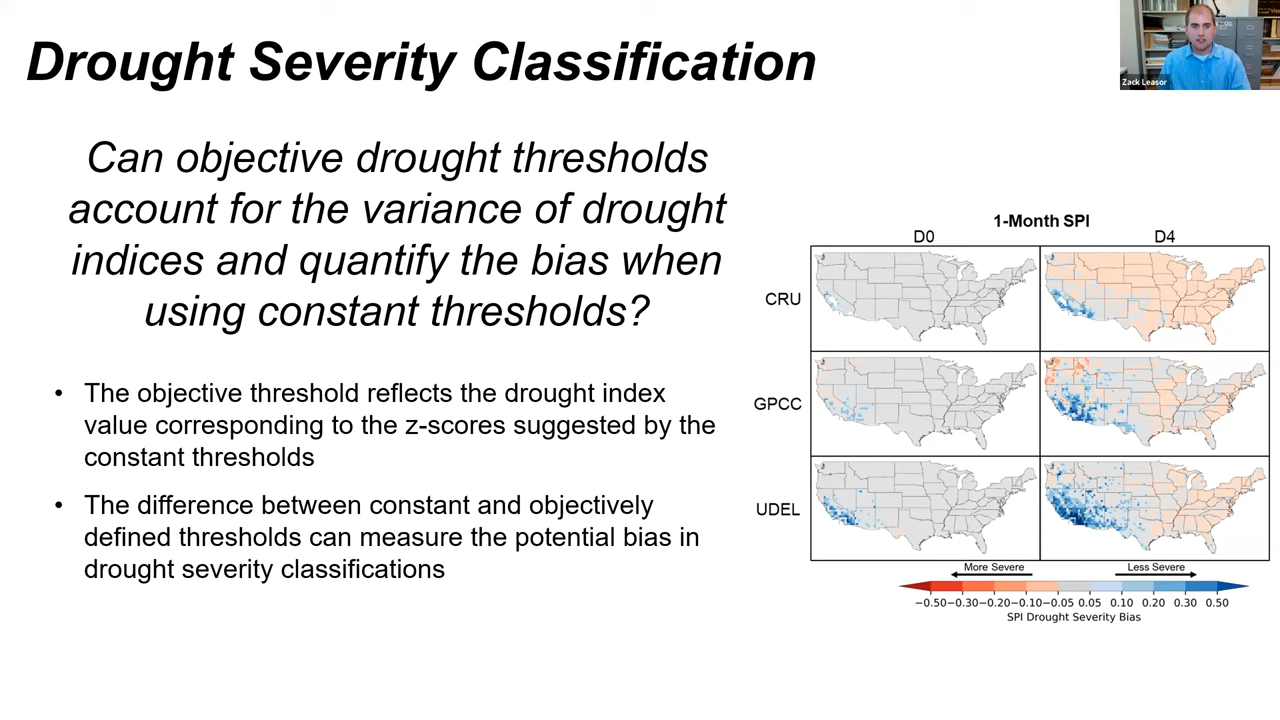 Drought Severity Classification
Zack Leasor
Can objective drought thresholds
account for the variance of drought
indices and quantify the bias when
using constant thresholds?
• The objective threshold reflects the drought index
value corresponding to the z-scores suggested by the
constant thresholds
• The difference between constant and objectively
defined thresholds can measure the potential bias in
drought severity classifications
1-Month SPI
D0 D4
CRU
GPCC
UDEL
More Severe Less Severe
−0.50 −0.30 −0.20 −0.10 −0.05 0.05 0.10 0.20 0.30 0.50
SPI Drought Severity Bias